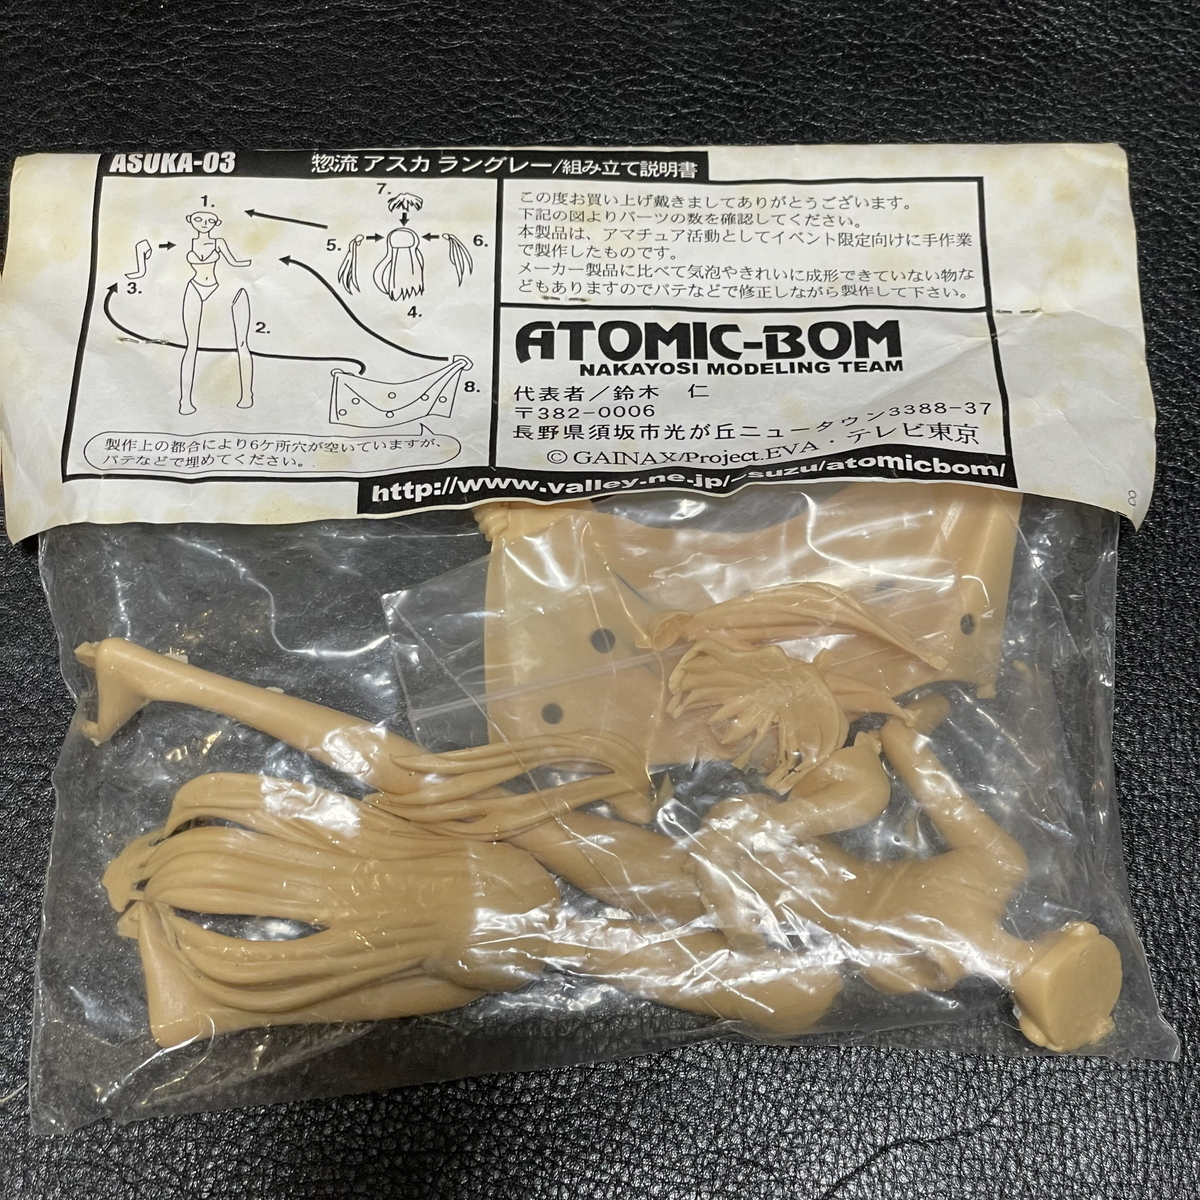 ASUKA-03 惣流 アスカ ラングレー/組み立て説明書
1.
7.
5.
6.
3.
4.
2.
8.
製作上の都合により6ケ所穴が空いていますが、
パテなどで埋めてください。
この度お買い上げ戴きましてありがとうございます。
下記の図よりパーツの数を確認してください。
本製品は、アマチュア活動としてイベント限定向けに手作業
で製作したものです。
メーカー製品に比べて気泡やきれいに成形できていない物な
どもありますのでパテなどで修正しながら製作して下さい。
ATOMIC-BOM
NAKAYOSI MODELING TEAM
代表者/鈴木 仁
〒382-0006
長野県須坂市光が丘ニュータウン3388-37
© GAINAX/Project.EVA・テレビ東京
http://www.valley.ne.jp/~suzu/atomicbom/